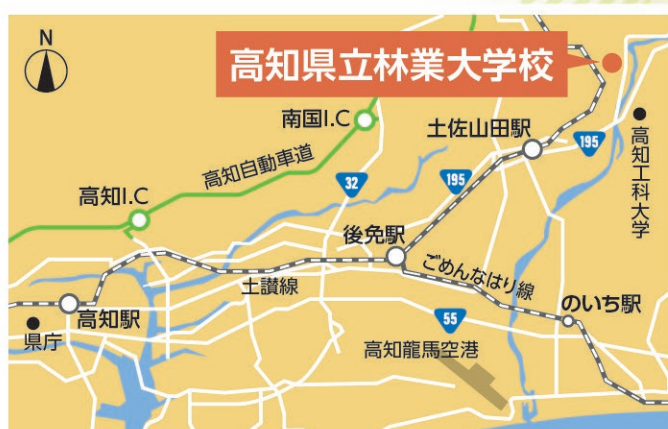 N
高知県立林業大学校
南国I.C
土佐山田駅
195
高知自動車道
高知工科大学
32
195
高知I.C
後免駅
ごめんなはり線
土讃線
のいち駅
高知駅
55
県庁
高知龍馬空港